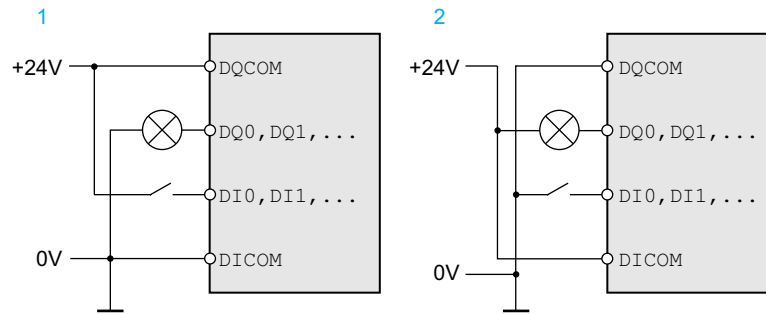 1
+24V
DQCOM
DQ0,DQ1,...
DI0,DI1,...
0V
DICOM
2
+24V
DQCOM
DQ0,DQ1,...
DI0,DI1,...
DICOM
0V